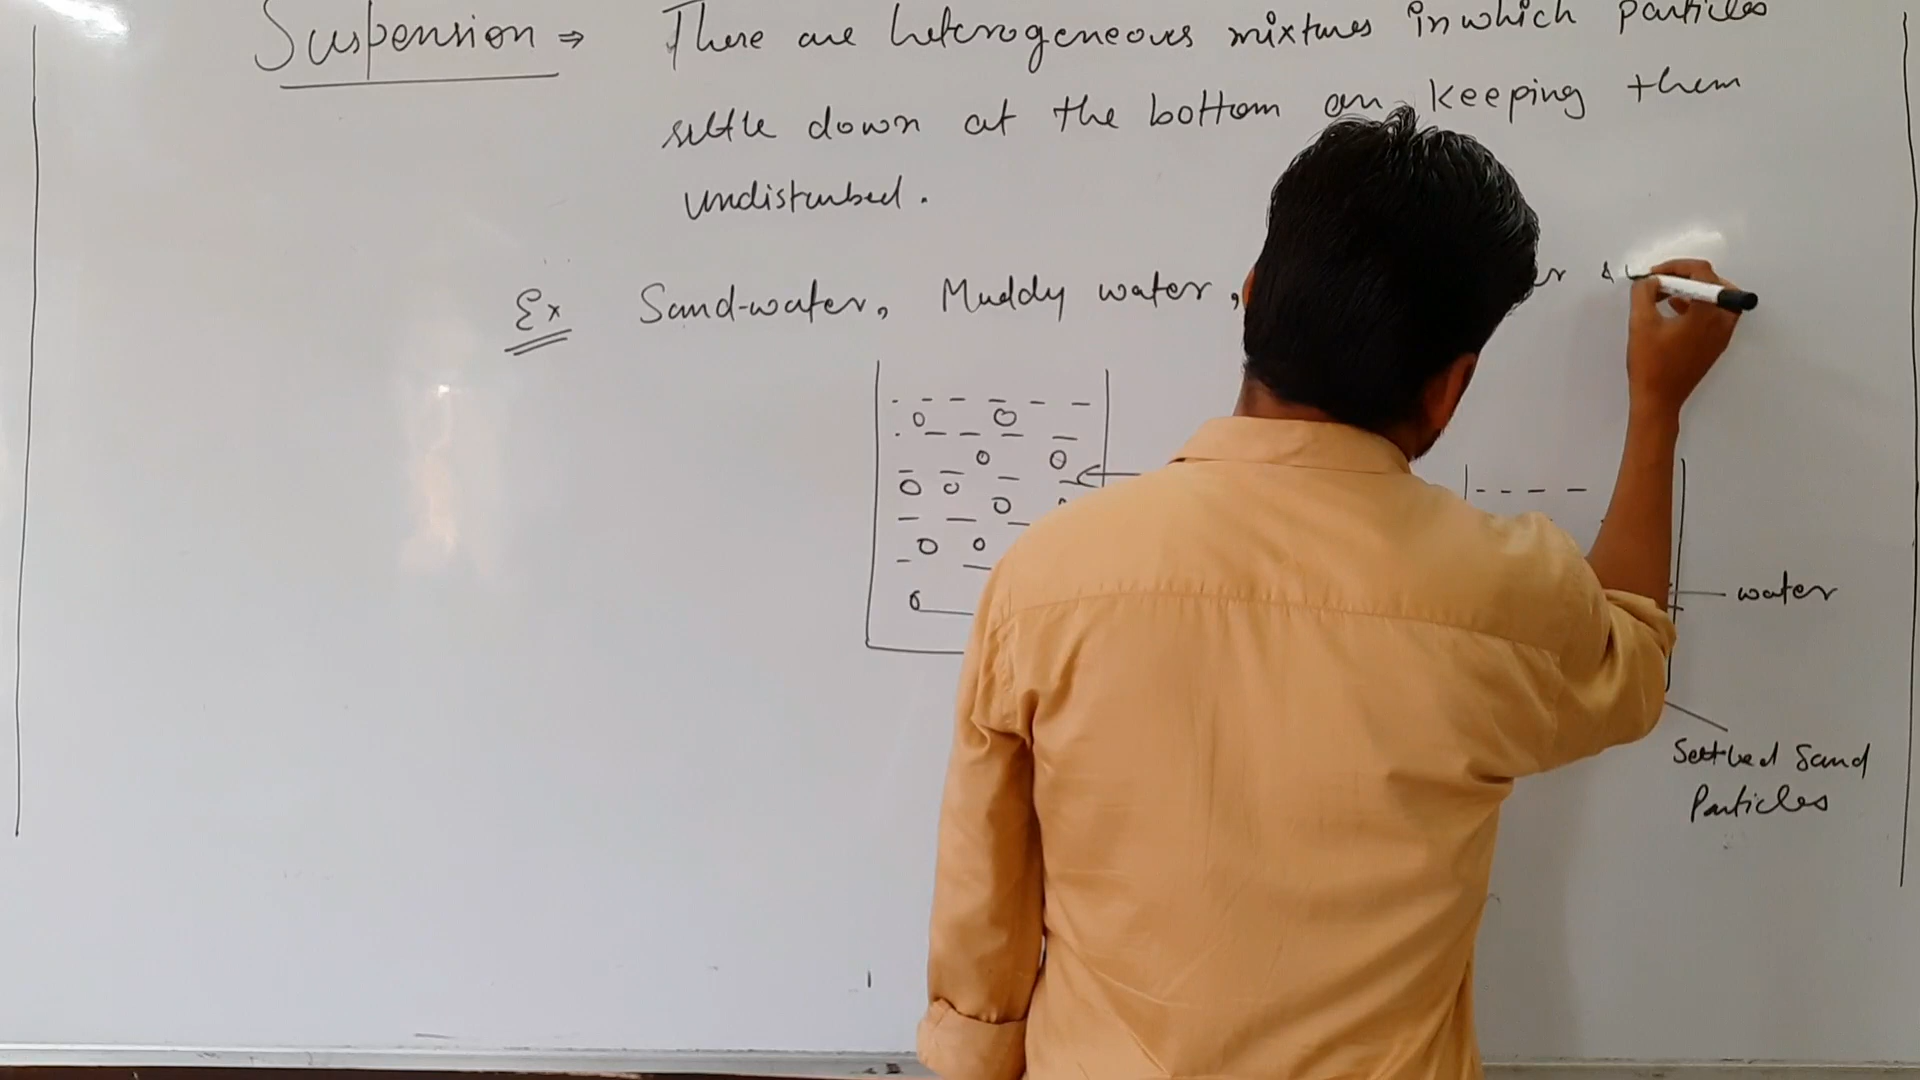 Suspension ⇒ There are heterogeneous mixtures in which particles
settle down at the bottom on keeping them
undisturbed.
Ex Sand-water, Muddy water,
water
Settled Sand
Particles